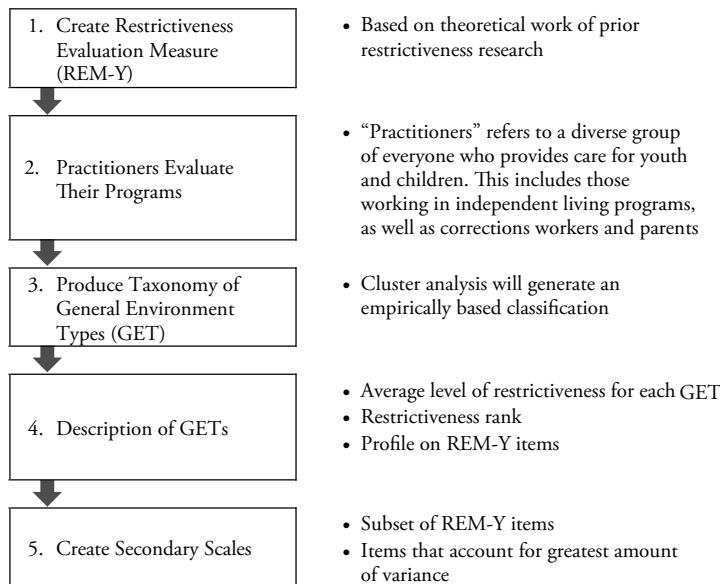 1. Create Restrictiveness
Evaluation Measure
(REM-Y)
• Based on theoretical work of prior
restrictiveness research
2. Practitioners Evaluate
Their Programs
• “Practitioners” refers to a diverse group
of everyone who provides care for youth
and children. This includes those
working in independent living programs,
as well as corrections workers and parents
3. Produce Taxonomy of
General Environment
Types (GET)
• Cluster analysis will generate an
empirically based classification
4. Description of GETs
• Average level of restrictiveness for each GET
• Restrictiveness rank
• Profile on REM-Y items
5. Create Secondary Scales
• Subset of REM-Y items
• Items that account for greatest amount
of variance